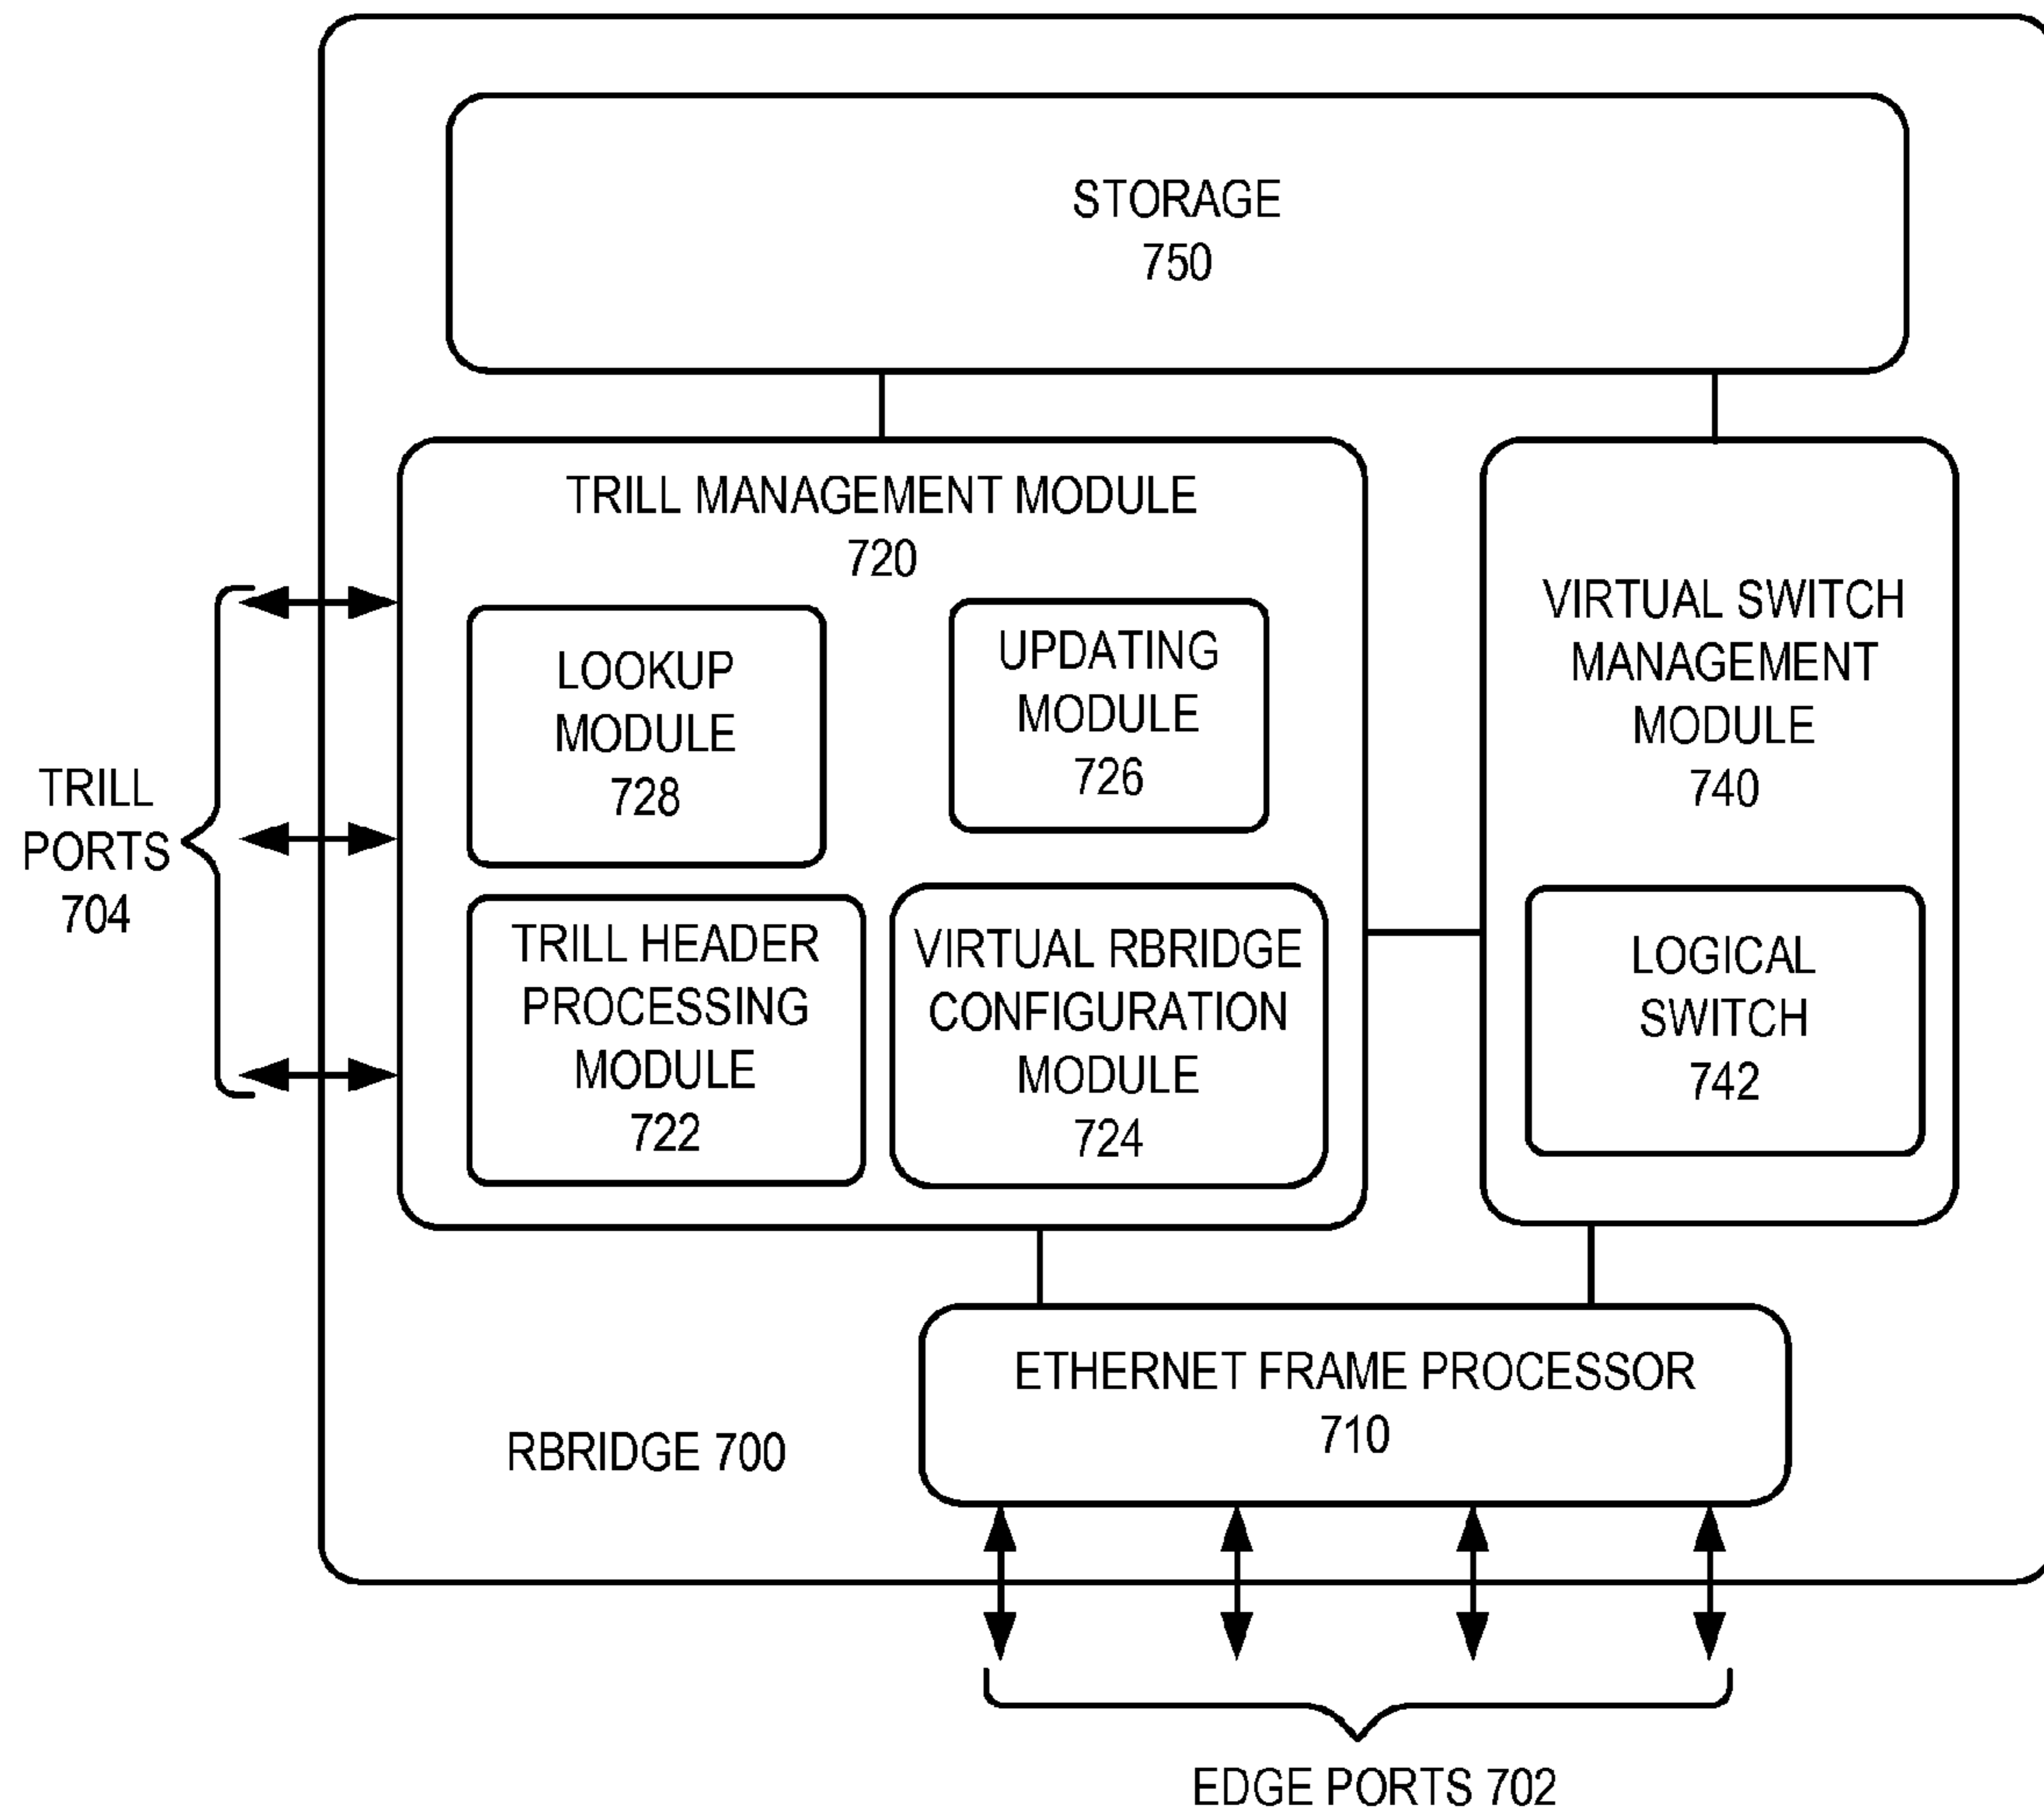 STORAGE
750
TRILL MANAGEMENT MODULE
720
LOOKUP
MODULE
728
UPDATING
MODULE
726
TRILL HEADER
PROCESSING
MODULE
722
VIRTUAL RBRIDGE
CONFIGURATION
MODULE
724
VIRTUAL SWITCH
MANAGEMENT
MODULE
740
LOGICAL
SWITCH
742
TRILL
PORTS
704
ETHERNET FRAME PROCESSOR
710
RBRIDGE 700
EDGE PORTS 702